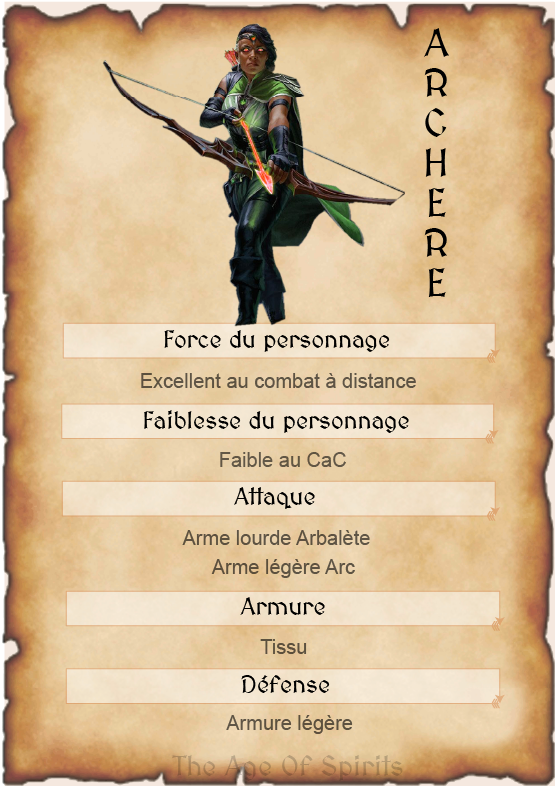 ARCHERE
Force du personnage
Excellent au combat à distance
Faiblesse du personnage
Faible au CaC
Attaque
Arme lourde Arbalète
Arme légère Arc
Armure
Tissu
Défense
Armure légère
The Age Of Spirits